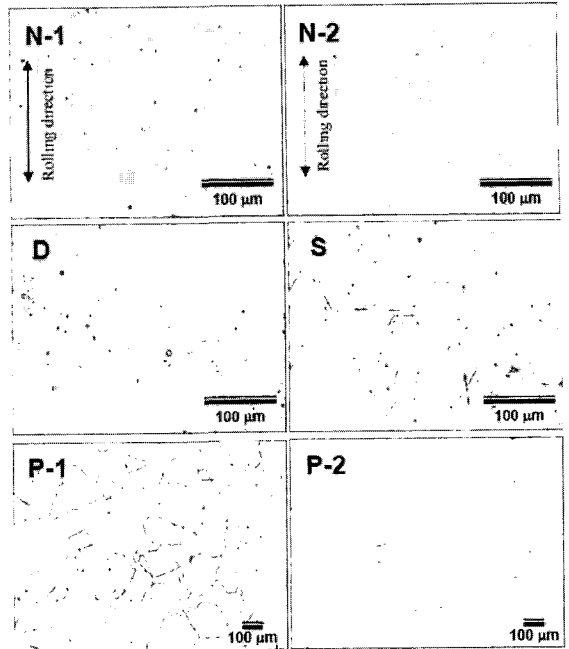 N-1
Rolling direction
100 µm
N-2
Rolling direction
100 µm
D
100 µm
S
100 µm
P-1
100 µm
P-2
100 µm